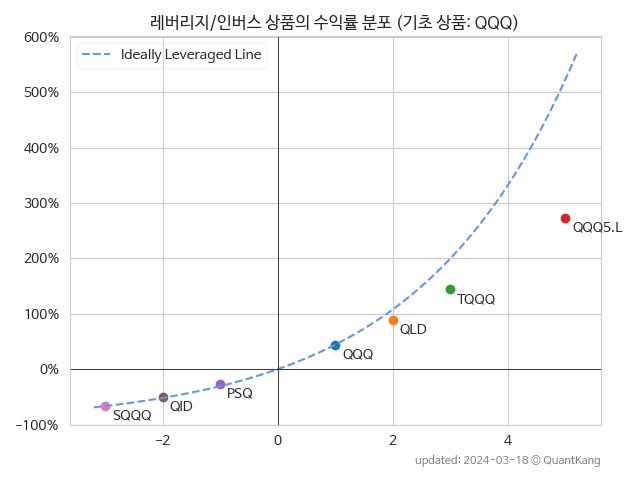 레버리지/인버스 상품의 수익률 분포 (기초 상품: QQQ)
600%
Ideally Leveraged Line
500%
400%
300%
QQQ5.L
200%
TQQQ
100%
QLD
QQQ
0%
PSQ
QID
SQQQ
−100%
−2 0 2 4
updated: 2024-03-18 © QuantKang